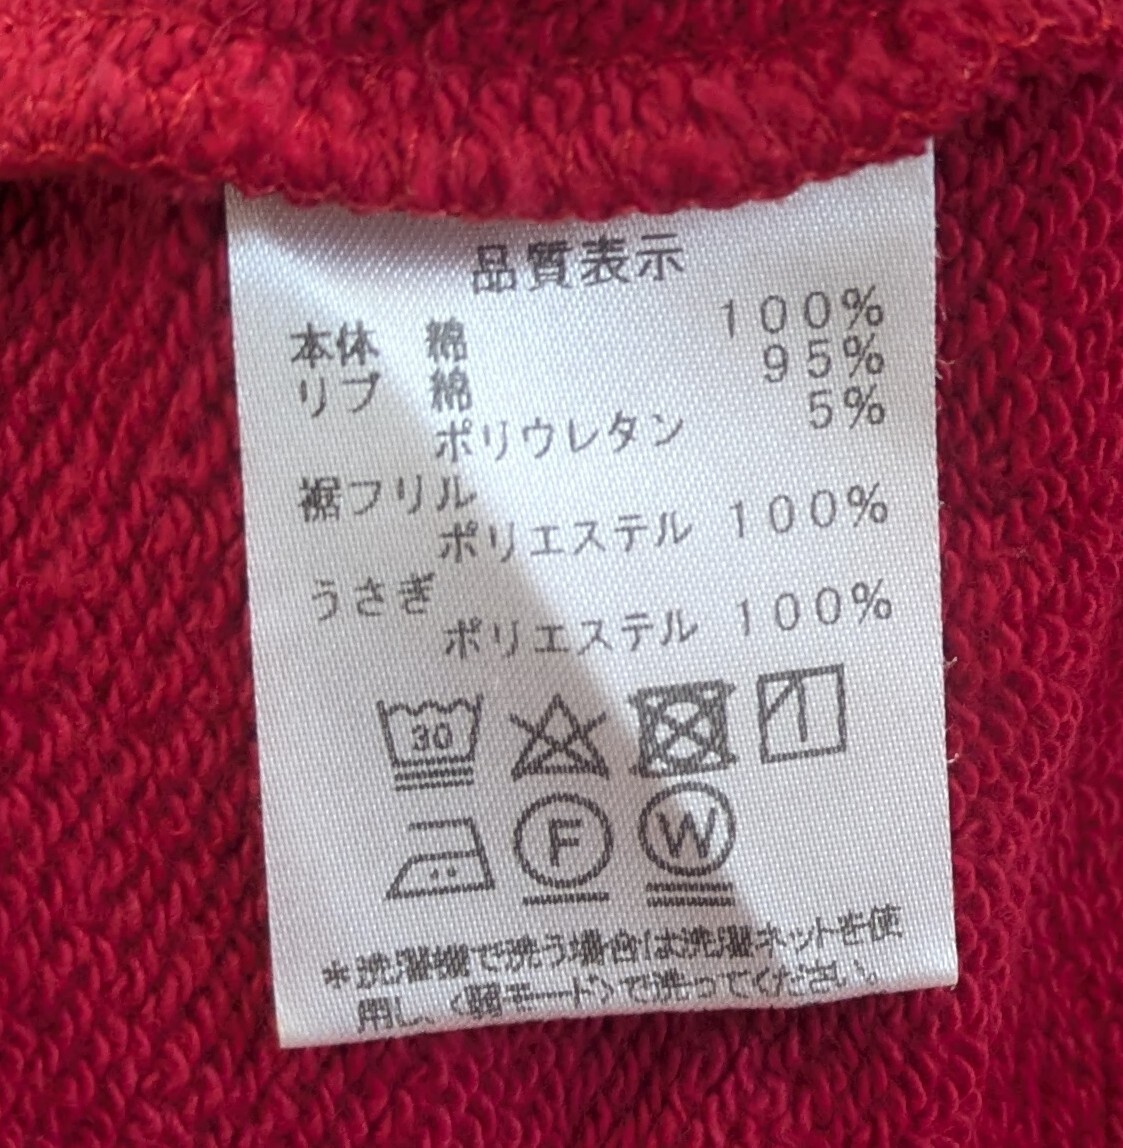 品質表示
本体 綿 100%
リブ 綿 95%
ポリウレタン 5%
裾フリル
ポリエステル 100%
うさぎ
ポリエステル 100%
30
F W
*洗濯機で洗う場合は洗濯ネットを使
用し、〈弱モード〉で洗ってください。